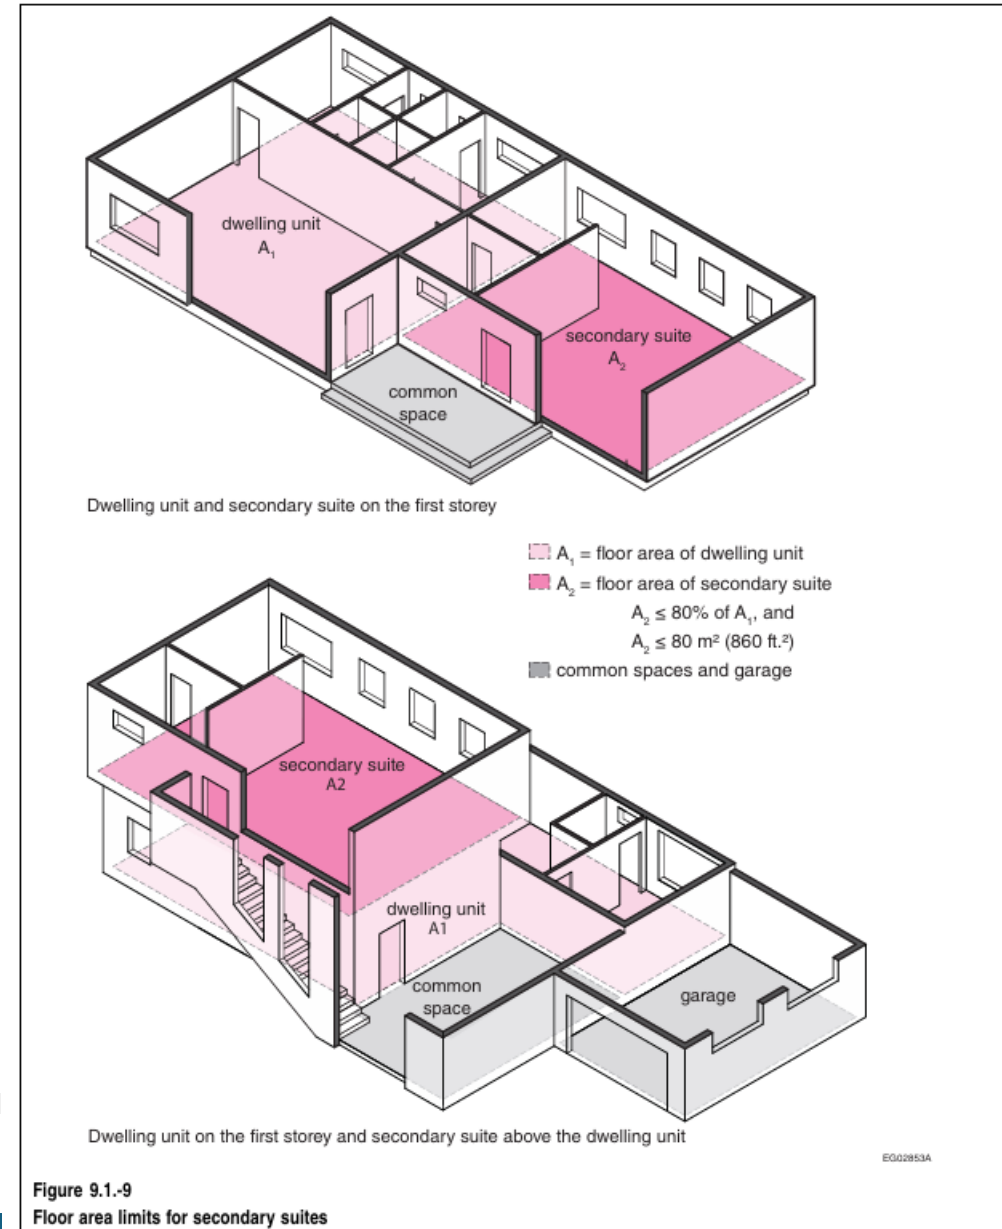 dwelling unit
A₁
secondary suite
A₂
common
space
Dwelling unit and secondary suite on the first storey
A₁ = floor area of dwelling unit
A₂ = floor area of secondary suite
A₂ ≤ 80% of A₁, and
A₂ ≤ 80 m² (860 ft.²)
common spaces and garage
secondary suite
A2
dwelling unit
A1
common
space
garage
Dwelling unit on the first storey and secondary suite above the dwelling unit
EG02853A
Figure 9.1.-9
Floor area limits for secondary suites